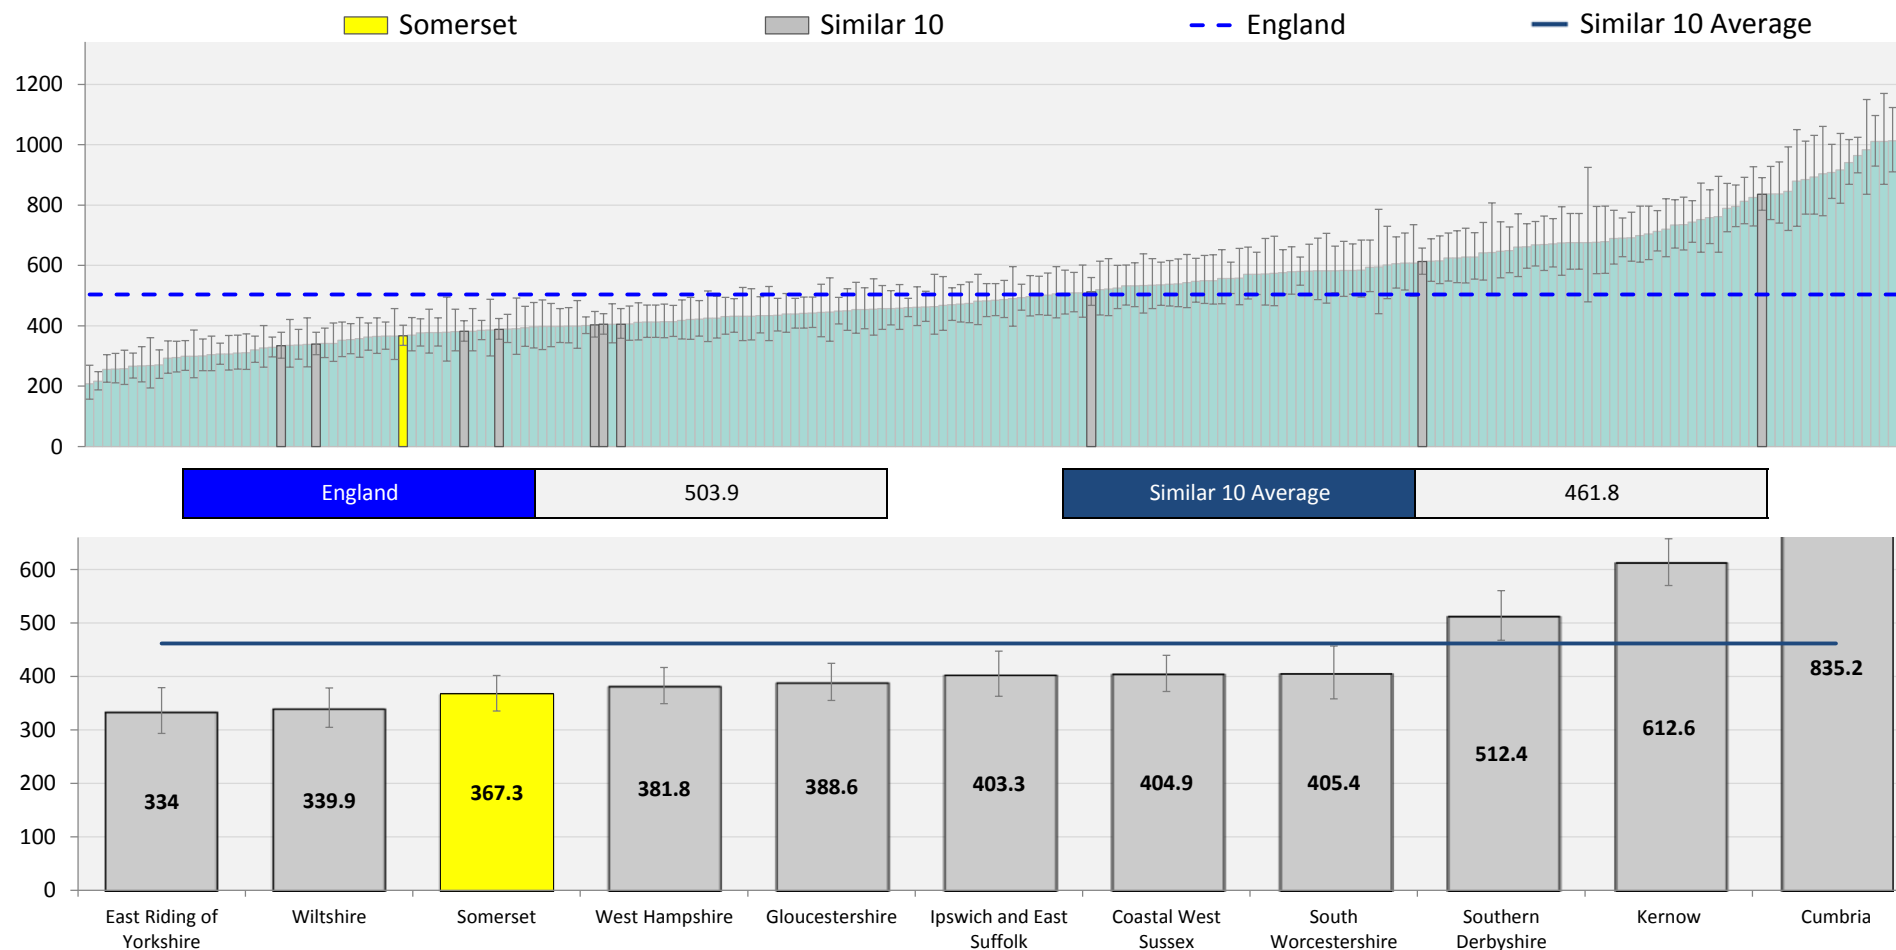 Somerset Similar 10 England Similar 10 Average
1200
1000
800
600
400
200
0
England 503.9 Similar 10 Average 461.8
600
500
400
300
200
100
0
334 339.9 367.3 381.8 388.6 403.3 404.9 405.4 512.4 612.6 835.2
East Riding of Yorkshire
Wiltshire
Somerset
West Hampshire
Gloucestershire
Ipswich and East Suffolk
Coastal West Sussex
South Worcestershire
Southern Derbyshire
Kernow
Cumbria